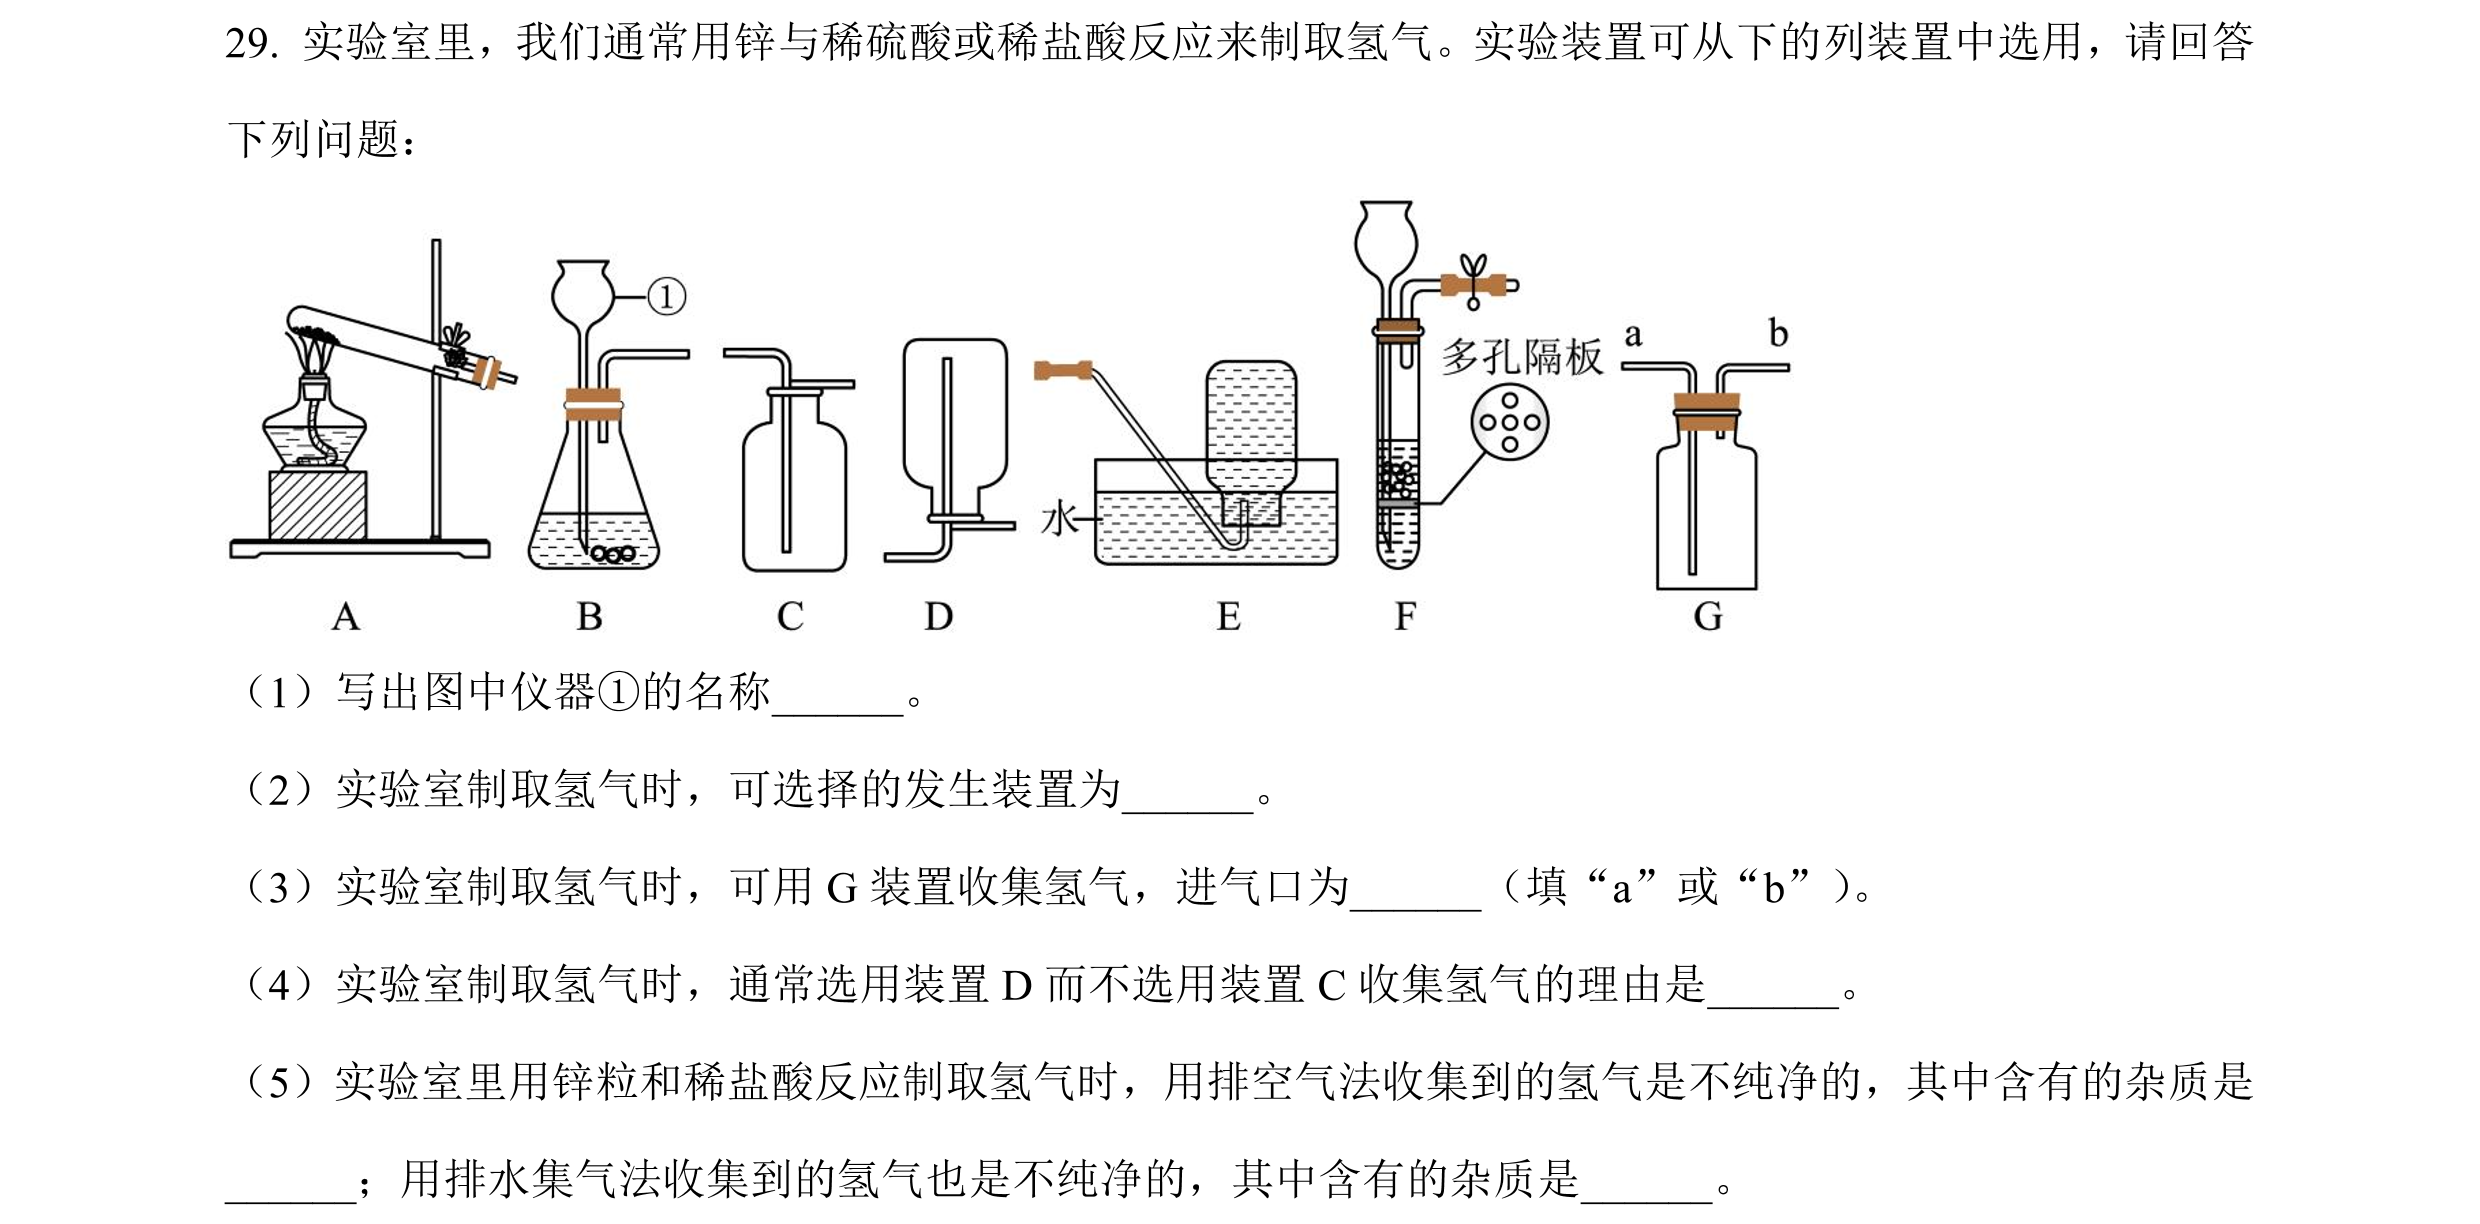 29. 实验室里，我们通常用锌与稀硫酸或稀盐酸反应来制取氢气。实验装置可从下的列装置中选用，请回答
下列问题：
①
a
b
多孔隔板
水
A
B
C
D
E
F
G
（1）写出图中仪器①的名称______。
（2）实验室制取氢气时，可选择的发生装置为______。
（3）实验室制取氢气时，可用 G 装置收集氢气，进气口为______（填“a”或“b”）。
（4）实验室制取氢气时，通常选用装置 D 而不选用装置 C 收集氢气的理由是______。
（5）实验室里用锌粒和稀盐酸反应制取氢气时，用排空气法收集到的氢气是不纯净的，其中含有的杂质是
______；用排水集气法收集到的氢气也是不纯净的，其中含有的杂质是______。